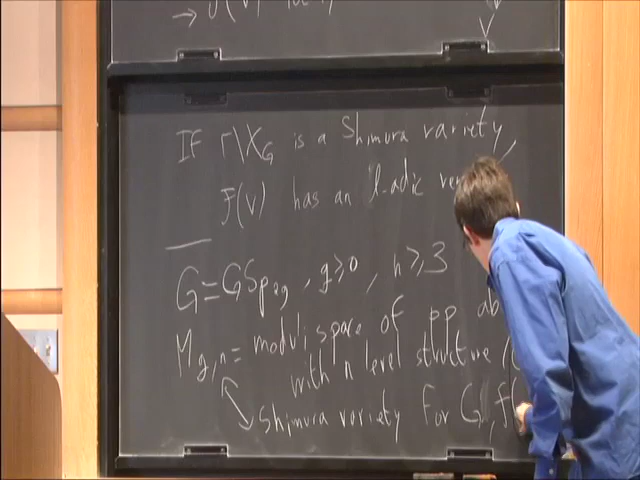 IF Γ\X_G is a Shimura variety,
F(V) has an l-adic ver
G=GSp_2g, g≥0, n≥3
M_g,n = moduli space of pp ab
with n level structure
Shimura variety for G